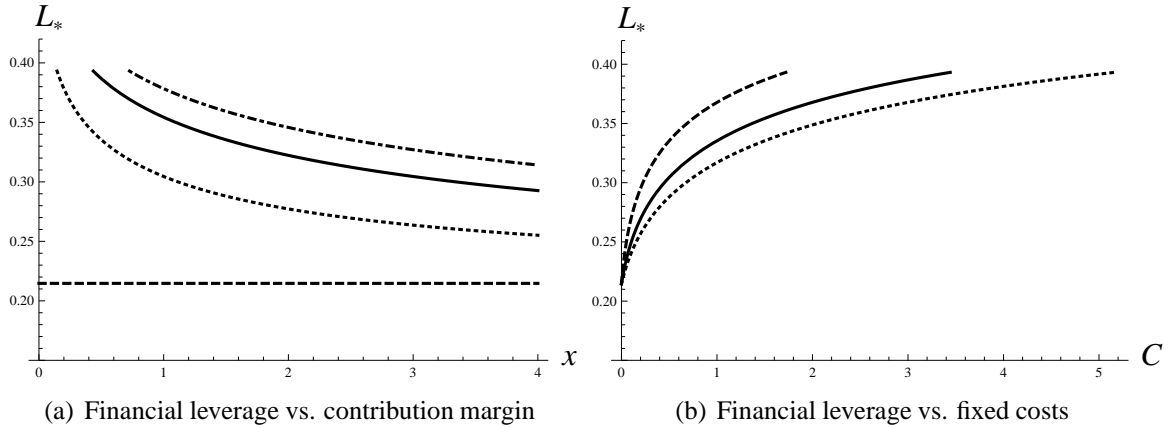 L* L*
0.40 0.40
0.35 0.35
0.30 0.30
0.25 0.25
0.20 0.20
0 1 2 3 4 x 0 1 2 3 4 5 C
(a) Financial leverage vs. contribution margin (b) Financial leverage vs. fixed costs